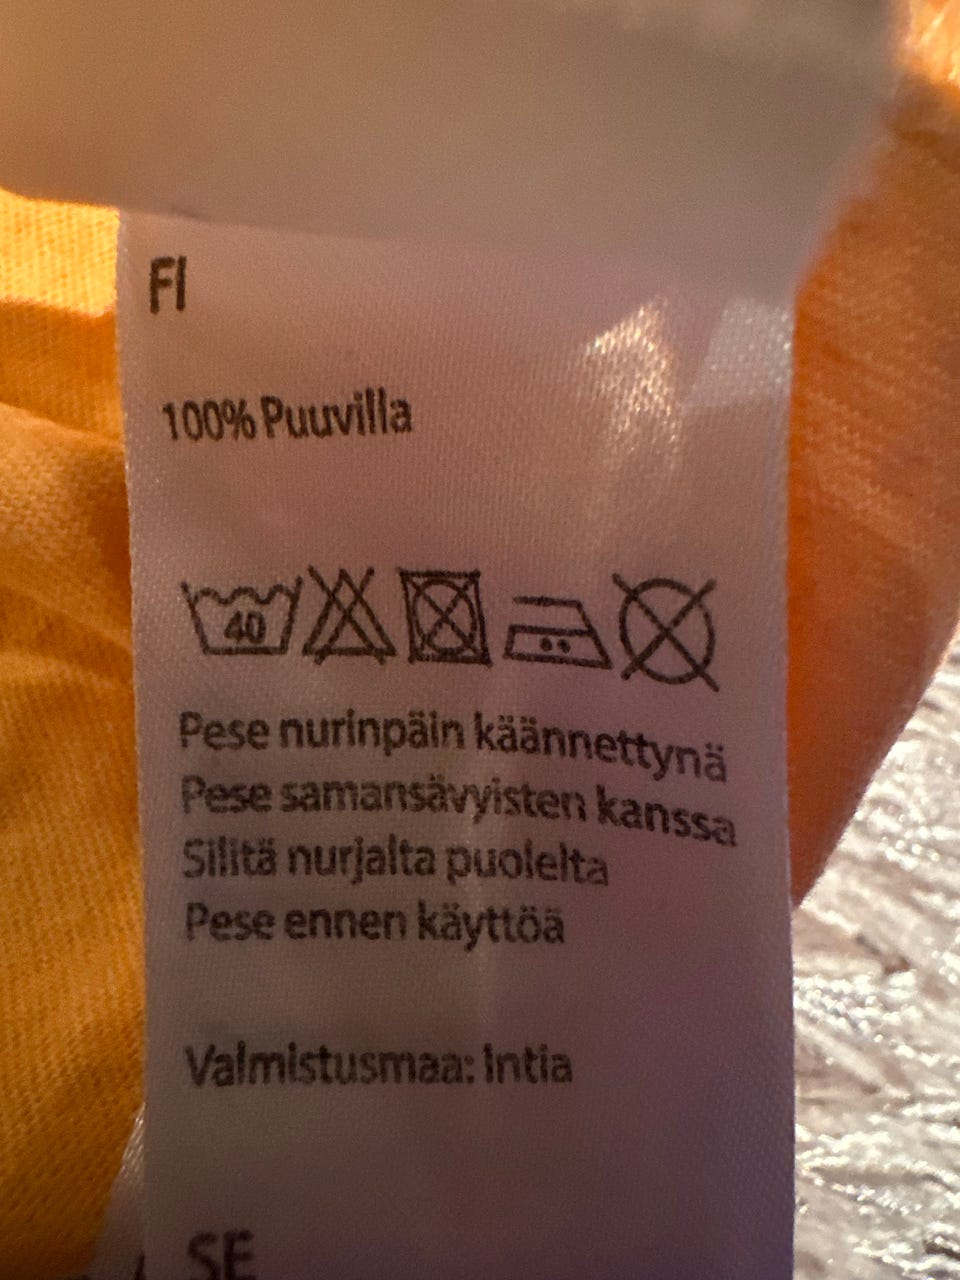 FI
100% Puuvilla
40
Pese nurinpäin käännettynä
Pese samansävyisten kanssa
Silitä nurjalta puolelta
Pese ennen käyttöä
Valmistusmaa: Intia
SE